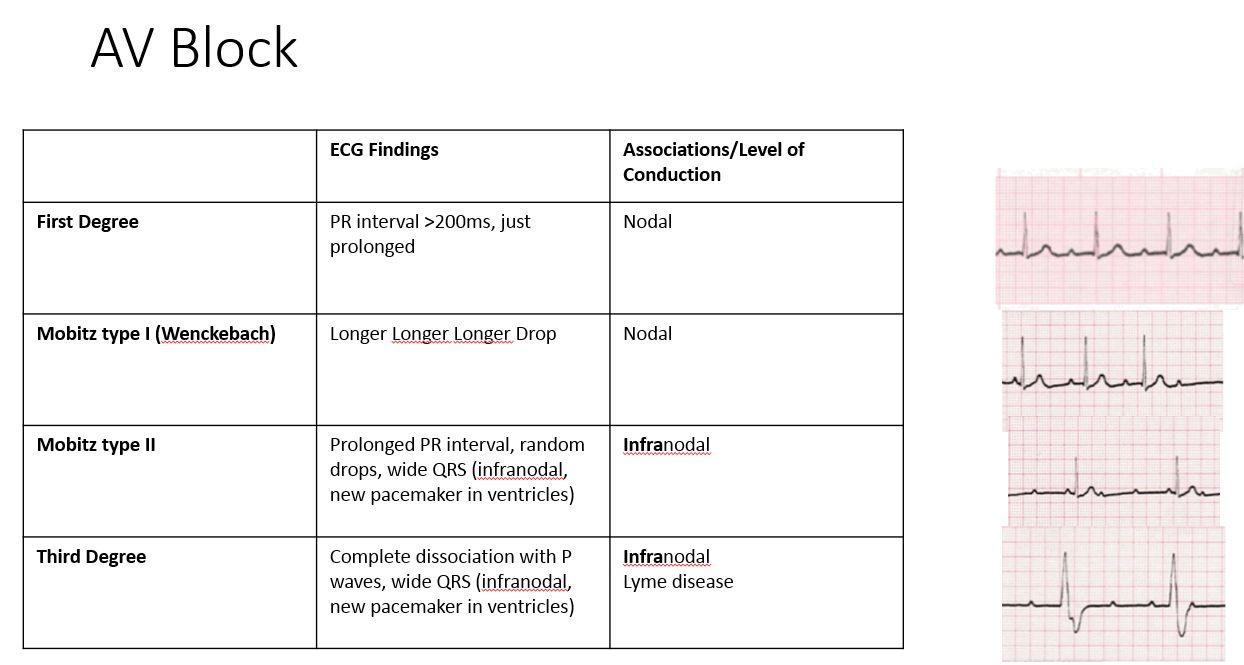 AV Block
ECG Findings
Associations/Level of
Conduction
First Degree
PR interval >200ms, just
prolonged
Nodal
Mobitz type I (Wenckebach)
Longer Longer Longer Drop
Nodal
Mobitz type II
Prolonged PR interval, random
drops, wide QRS (infranodal,
new pacemaker in ventricles)
Infranodal
Third Degree
Complete dissociation with P
waves, wide QRS (infranodal,
new pacemaker in ventricles)
Infranodal
Lyme disease